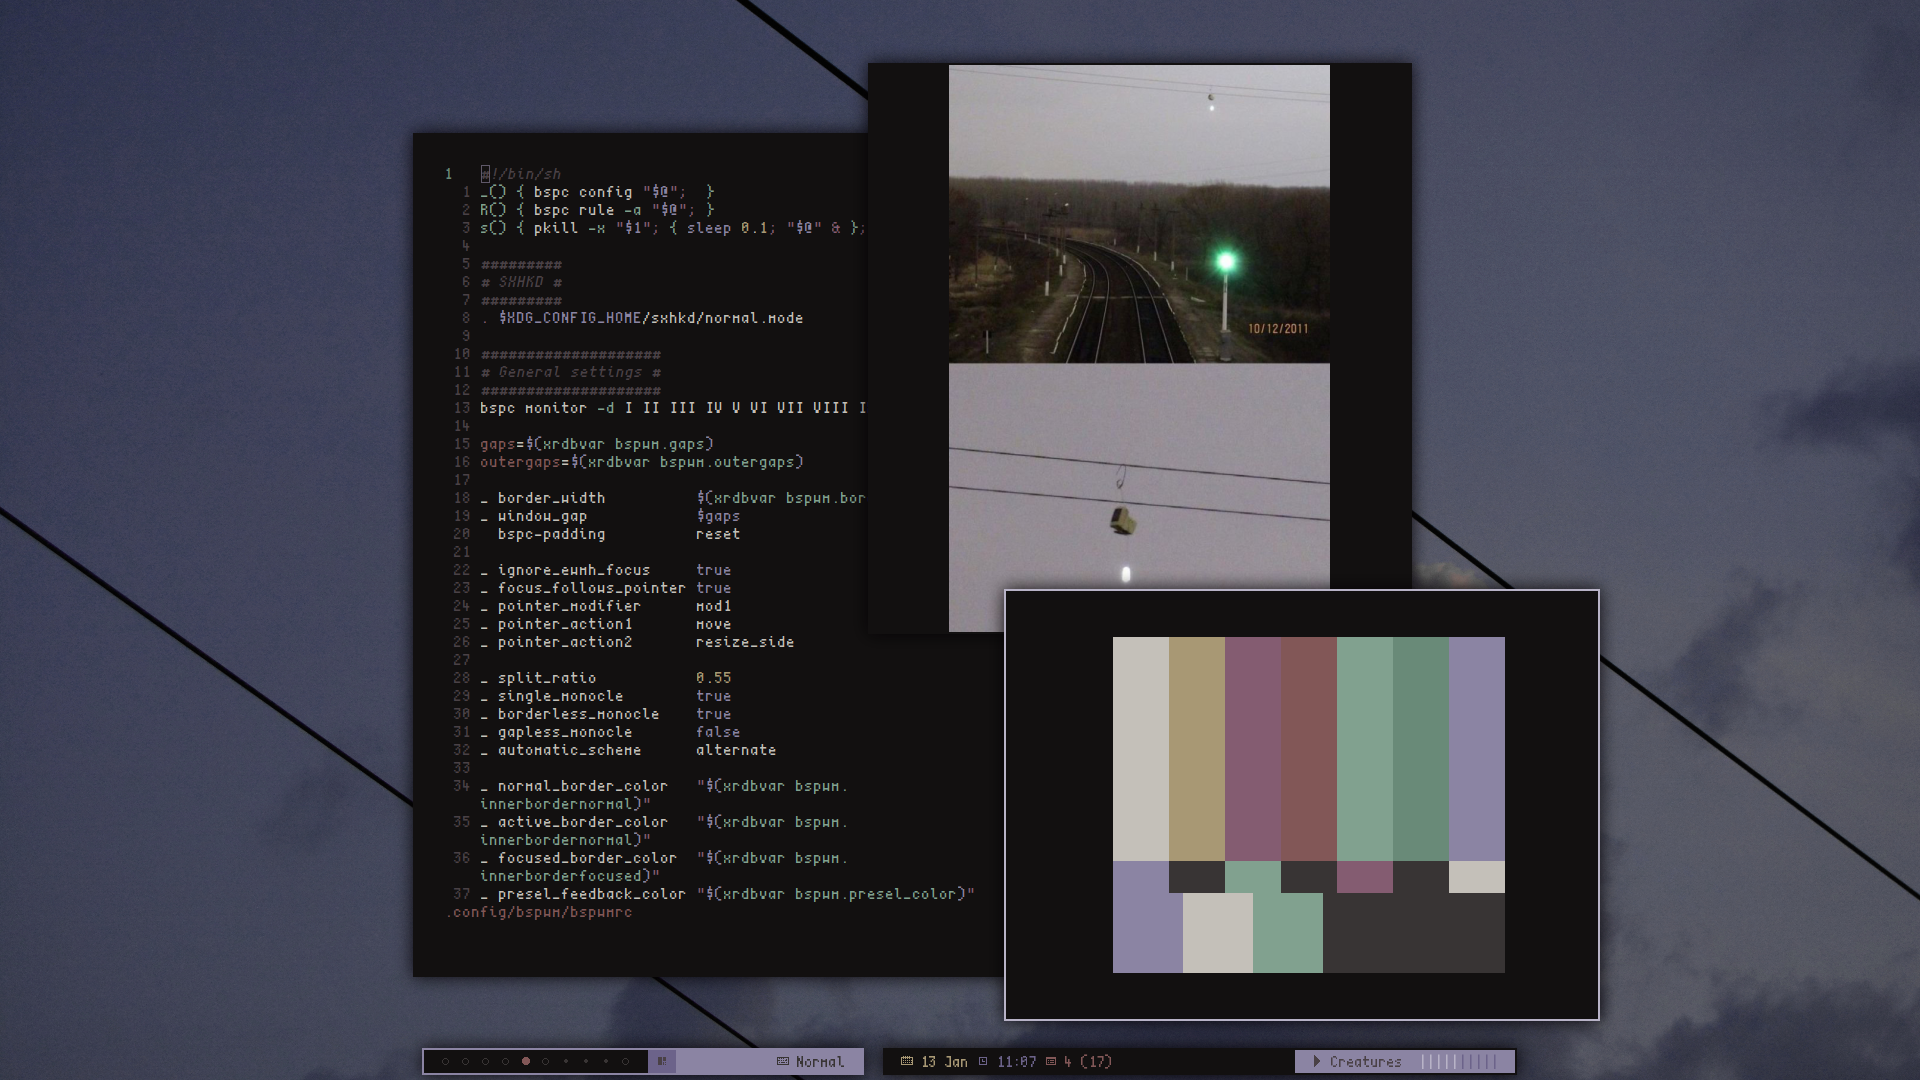 1 #!/bin/sh
1 _() { bspc config "$@";  }
2 R() { bspc rule -a "$@"; }
3 s() { pkill -x "$1"; { sleep 0.1; "$@" & };
4
5 #########
6 # SXHKD #
7 #########
8 . $XDG_CONFIG_HOME/sxhkd/normal.mode
9
10 ####################
11 # General settings #
12 ####################
13 bspc monitor -d I II III IV V VI VII VIII I
14
15 gaps=$(xrdbvar bspwm.gaps)
16 outergaps=$(xrdbvar bspwm.outergaps)
17
18 _ border_width $(xrdbvar bspwm.bor
19 _ window_gap $gaps
20 bspc-padding reset
21
22 _ ignore_ewmh_focus true
23 _ focus_follows_pointer true
24 _ pointer_modifier mod1
25 _ pointer_action1 move
26 _ pointer_action2 resize_side
27
28 _ split_ratio 0.55
29 _ single_monocle true
30 _ borderless_monocle true
31 _ gapless_monocle false
32 _ automatic_scheme alternate
33
34 _ normal_border_color "$(xrdbvar bspwm.
innerbordernormal)"
35 _ active_border_color "$(xrdbvar bspwm.
innerbordernormal)"
36 _ focused_border_color "$(xrdbvar bspwm.
innerborderfocused)"
37 _ presel_feedback_color "$(xrdbvar bspwm.presel_color)"
.config/bspwm/bspwmrc
10/12/2011
Normal
13 Jan 11:07 4 (17)
Creatures